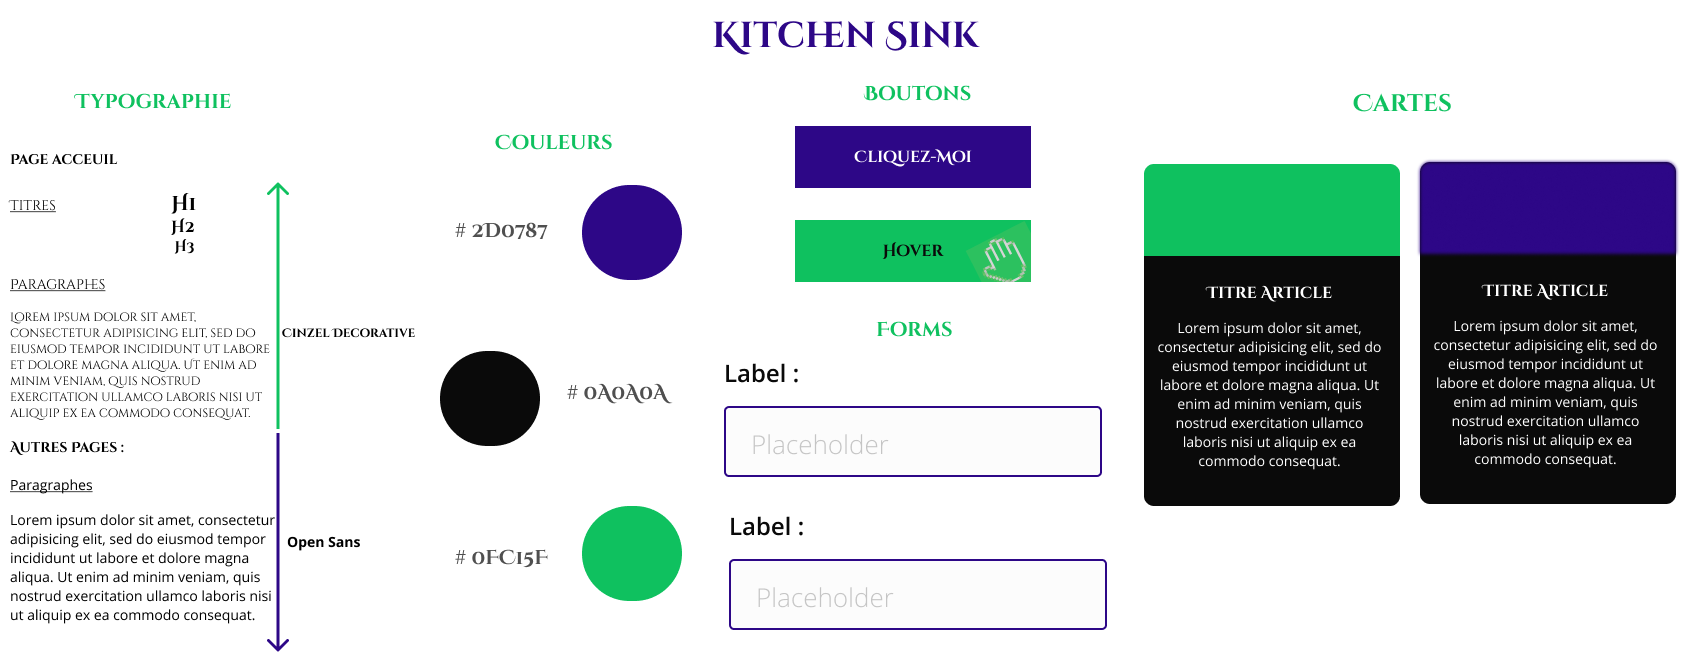 Kitchen Sink
Typographie
Page acceuil
Titres
H1
H2
H3
Paragraphes
Lorem ipsum dolor sit amet,
consectetur adipisicing elit, sed do
eiusmod tempor incididunt ut labore
et dolore magna aliqua. Ut enim ad
minim veniam, quis nostrud
exercitation ullamco laboris nisi ut
aliquip ex ea commodo consequat.
Cinzel Decorative
Autres pages :
Paragraphes
Lorem ipsum dolor sit amet, consectetur
adipisicing elit, sed do eiusmod tempor
incididunt ut labore et dolore magna
aliqua. Ut enim ad minim veniam, quis
nostrud exercitation ullamco laboris nisi
ut aliquip ex ea commodo consequat.
Open Sans
Couleurs
# 2D0787
# 0A0A0A
# 0FC15F
Boutons
Cliquez-Moi
Hover
Forms
Label :
Placeholder
Label :
Placeholder
Cartes
Titre Article
Lorem ipsum dolor sit amet,
consectetur adipisicing elit, sed do
eiusmod tempor incididunt ut
labore et dolore magna aliqua. Ut
enim ad minim veniam, quis
nostrud exercitation ullamco
laboris nisi ut aliquip ex ea
commodo consequat.
Titre Article
Lorem ipsum dolor sit amet,
consectetur adipisicing elit, sed do
eiusmod tempor incididunt ut
labore et dolore magna aliqua. Ut
enim ad minim veniam, quis
nostrud exercitation ullamco
laboris nisi ut aliquip ex ea
commodo consequat.